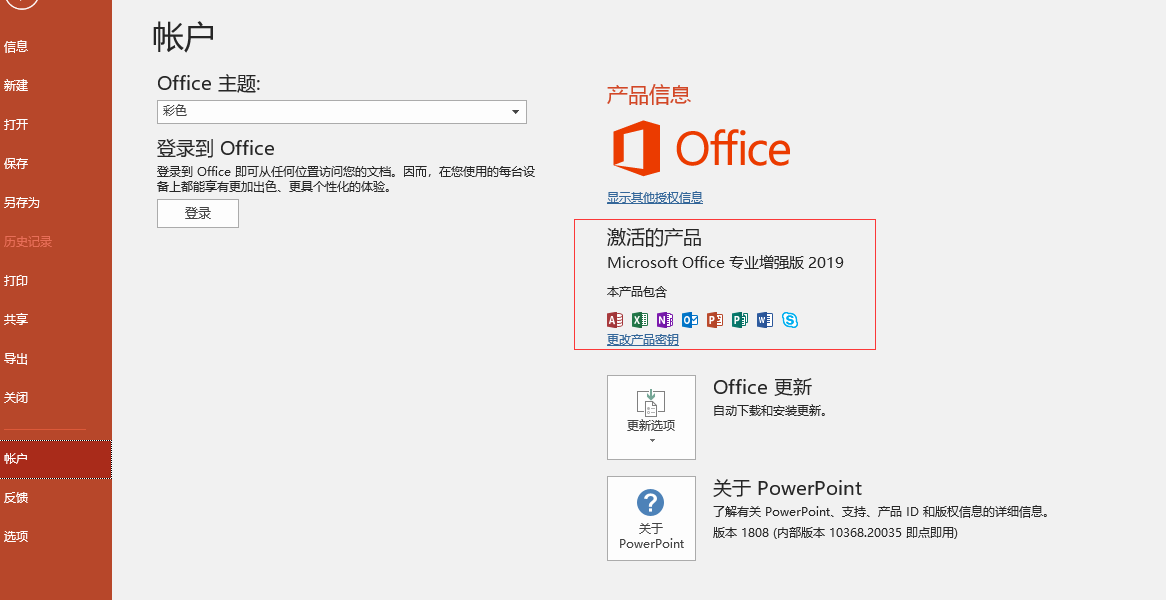 信息
新建
打开
保存
另存为
历史记录
打印
共享
导出
关闭
帐户
反馈
选项
帐户
Office 主题:
彩色
登录到 Office
登录到 Office 即可从任何位置访问您的文档。因而，在您使用的每台设
备上都能享有更加出色、更具个性化的体验。
登录
产品信息
Office
显示其他授权信息
激活的产品
Microsoft Office 专业增强版 2019
本产品包含
A X N O P P W S
更改产品密钥
更新选项
Office 更新
自动下载和安装更新。
?
关于
PowerPoint
关于 PowerPoint
了解有关 PowerPoint、支持、产品 ID 和版权信息的详细信息。
版本 1808 (内部版本 10368.20035 即点即用)